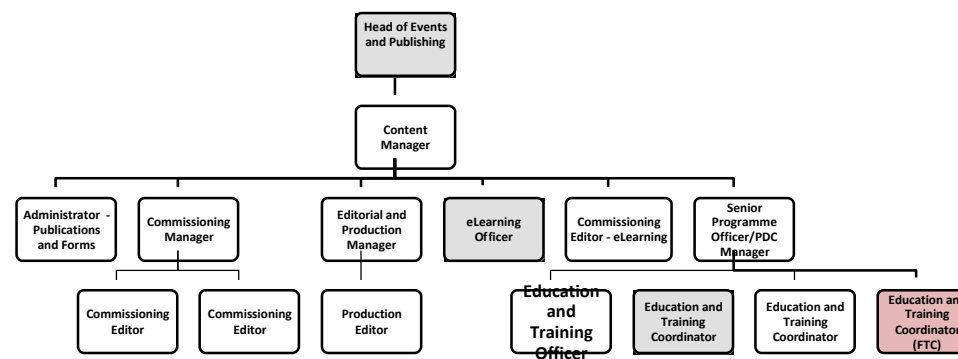 Head of Events
and Publishing
Content
Manager
Administrator -
Publications
and Forms
Commissioning
Manager
Editorial and
Production
Manager
eLearning
Officer
Commissioning
Editor - eLearning
Senior
Programme
Officer/PDC
Manager
Commissioning
Editor
Commissioning
Editor
Production
Editor
Education
and
Training
Officer
Education and
Training
Coordinator
Education and
Training
Coordinator
Education an
Training
Coordinator
(FTC)